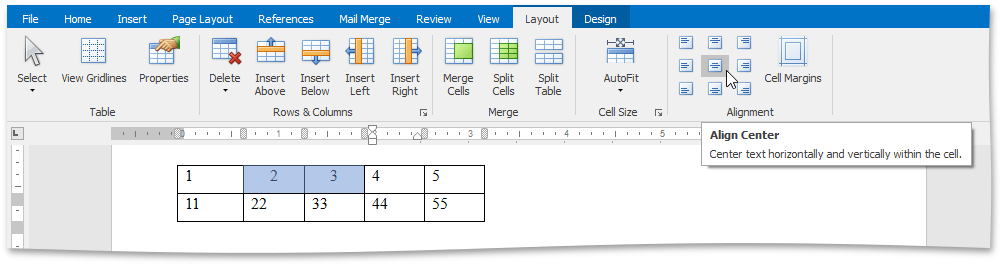 File Home Insert Page Layout References Mail Merge Review View Layout Design
Select View Gridlines Properties Delete Insert Above Insert Below Insert Left Insert Right Merge Cells Split Cells Split Table AutoFit Cell Margins
Table Rows & Columns Merge Cell Size Alignment
L 1 3 4 5
Align Center
Center text horizontally and vertically within the cell.
1 2 3 4 5
11 22 33 44 55